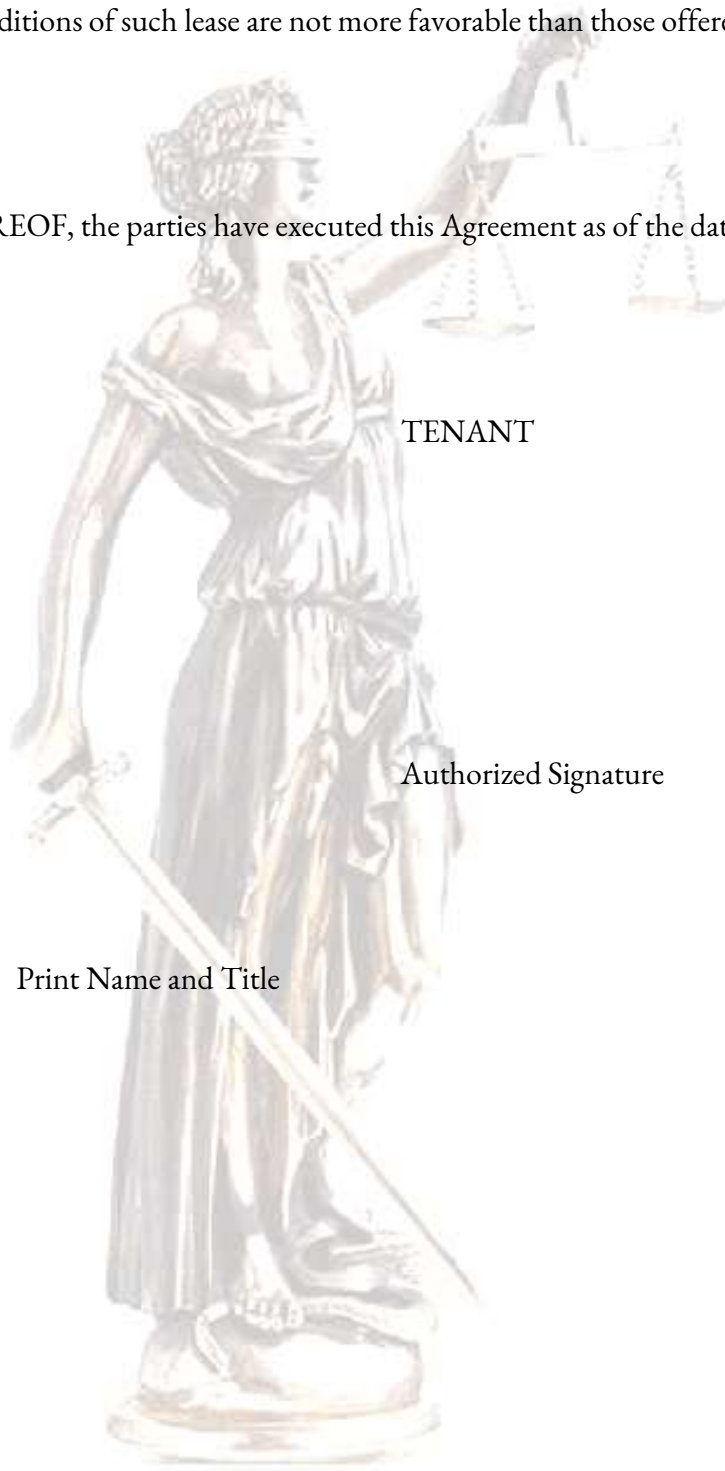 ditions of such lease are not more favorable than those offere
REOF, the parties have executed this Agreement as of the dat
TENANT
Authorized Signature
Print Name and Title